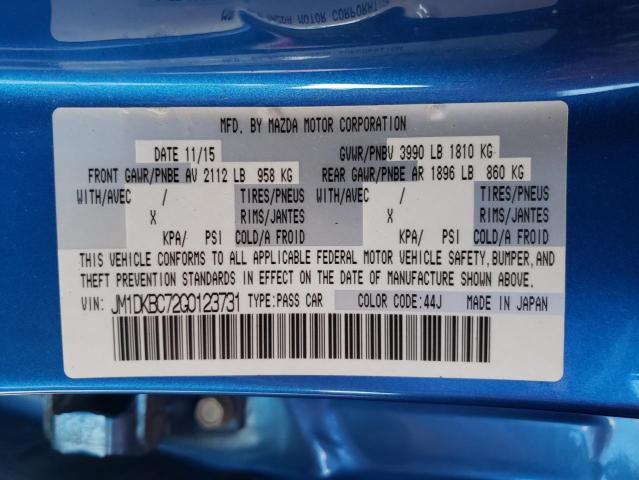 MFD. BY MAZDA MOTOR CORPORATION
DATE 11/15 GVWR/PNBV 3990 LB 1810 KG
FRONT GAWR/PNBE AV 2112 LB 958 KG REAR GAWR/PNBE AR 1896 LB 860 KG
WITH/AVEC / TIRES/PNEUS WITH/AVEC / TIRES/PNEUS
X RIMS/JANTES X RIMS/JANTES
KPA/ PSI COLD/A FROID KPA/ PSI COLD/A FROID
THIS VEHICLE CONFORMS TO ALL APPLICABLE FEDERAL MOTOR VEHICLE SAFETY, BUMPER, AND
THEFT PREVENTION STANDARDS IN EFFECT ON THE DATE OF MANUFACTURE SHOWN ABOVE.
VIN: JM1DKBC72G0123731 TYPE:PASS CAR COLOR CODE:44J MADE IN JAPAN